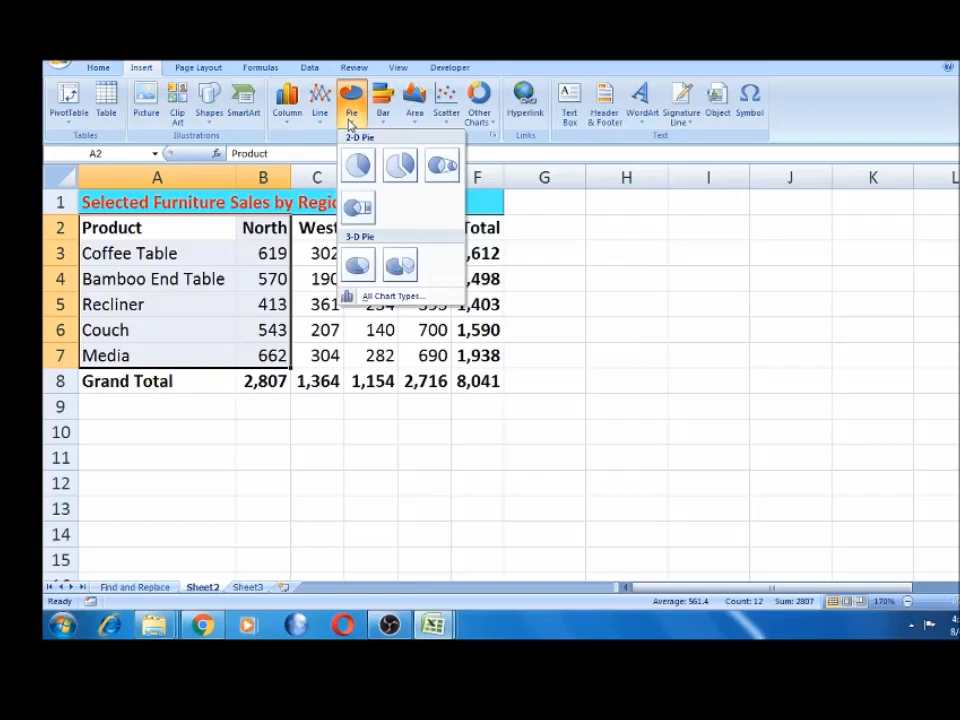 Home Insert Page Layout Formulas Data Review View Developer
PivotTable Table Picture Clip Art Shapes SmartArt Column Line Pie Bar Area Scatter Other Charts Hyperlink Text Box Header & Footer WordArt Signature Line Object Symbol
Tables Illustrations Links Text
2-D Pie
A2 fx Product
A B C F G H I J K L
1 Selected Furniture Sales by Regio
2 Product North West Total
3-D Pie
3 Coffee Table 619 302 ,612
4 Bamboo End Table 570 190 ,498
All Chart Types...
5 Recliner 413 361 1,403
6 Couch 543 207 140 700 1,590
7 Media 662 304 282 690 1,938
8 Grand Total 2,807 1,364 1,154 2,716 8,041
9
10
11
12
13
14
15
Find and Replace Sheet2 Sheet3
Ready Average: 561.4 Count: 12 Sum: 2807 170%